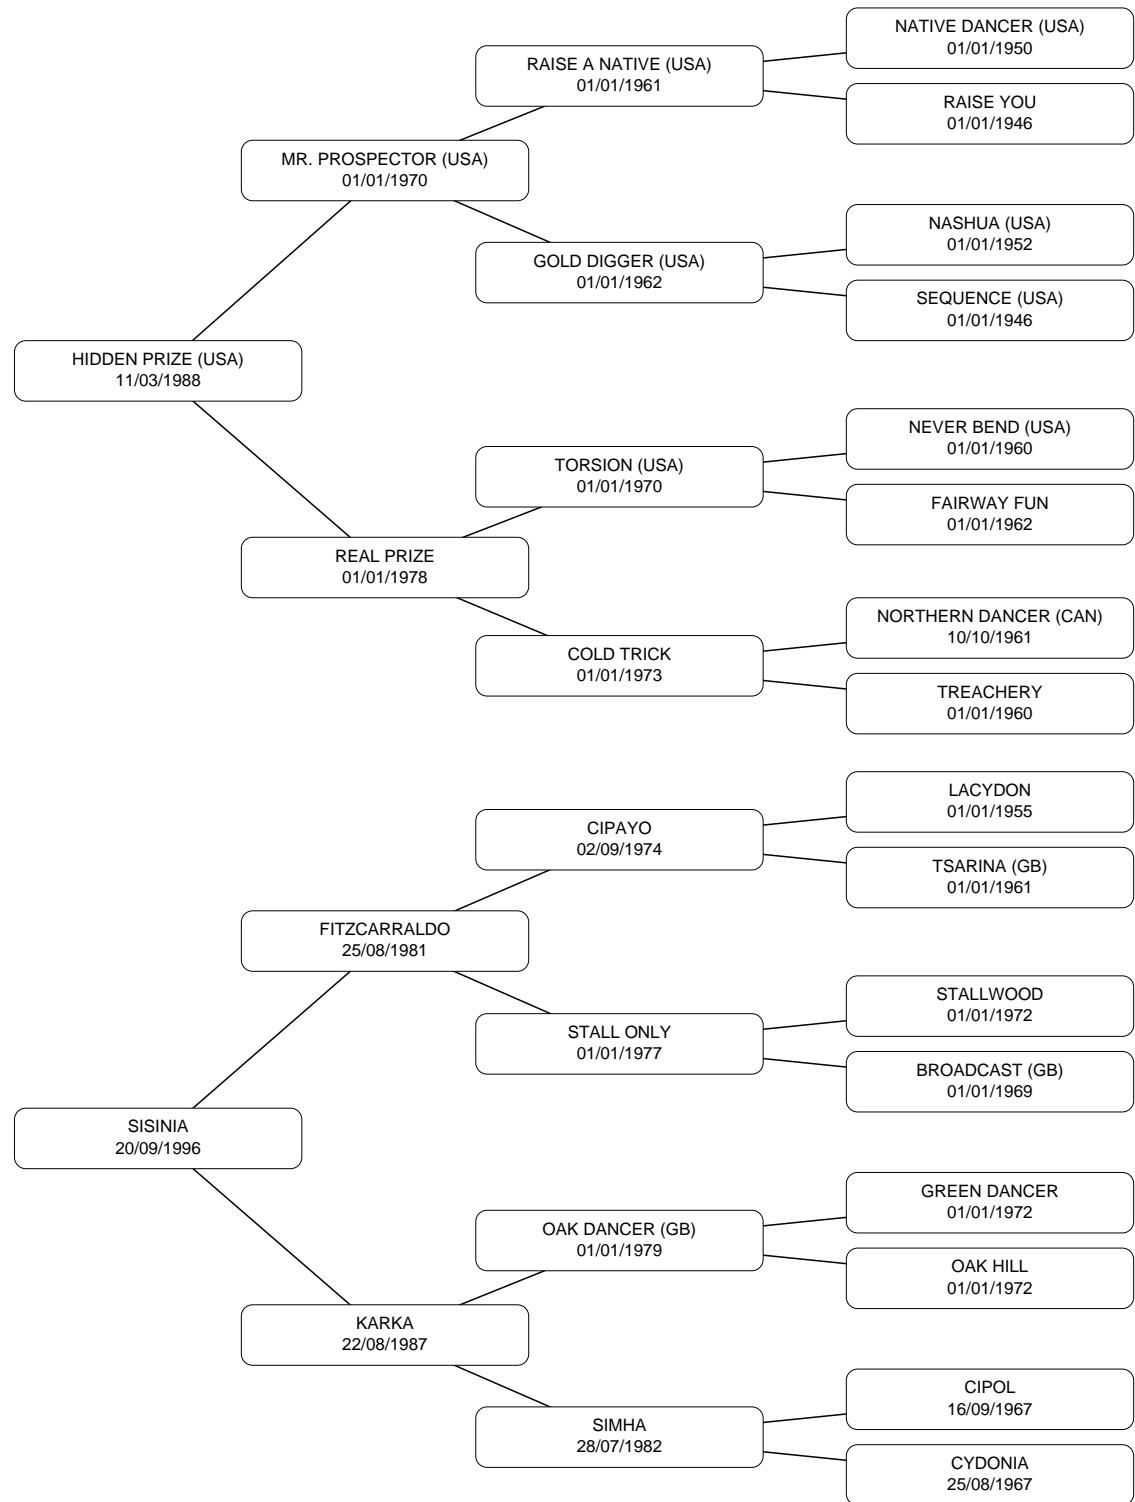 NATIVE DANCER (USA)
01/01/1950
RAISE A NATIVE (USA)
01/01/1961
RAISE YOU
01/01/1946
MR. PROSPECTOR (USA)
01/01/1970
NASHUA (USA)
01/01/1952
GOLD DIGGER (USA)
01/01/1962
SEQUENCE (USA)
01/01/1946
HIDDEN PRIZE (USA)
11/03/1988
NEVER BEND (USA)
01/01/1960
TORSION (USA)
01/01/1970
FAIRWAY FUN
01/01/1962
REAL PRIZE
01/01/1978
NORTHERN DANCER (CAN)
10/10/1961
COLD TRICK
01/01/1973
TREACHERY
01/01/1960
LACYDON
01/01/1955
CIPAYO
02/09/1974
TSARINA (GB)
01/01/1961
FITZCARRALDO
25/08/1981
STALLWOOD
01/01/1972
STALL ONLY
01/01/1977
BROADCAST (GB)
01/01/1969
SISINIA
20/09/1996
GREEN DANCER
01/01/1972
OAK DANCER (GB)
01/01/1979
OAK HILL
01/01/1972
KARKA
22/08/1987
CIPOL
16/09/1967
SIMHA
28/07/1982
CYDONIA
25/08/1967